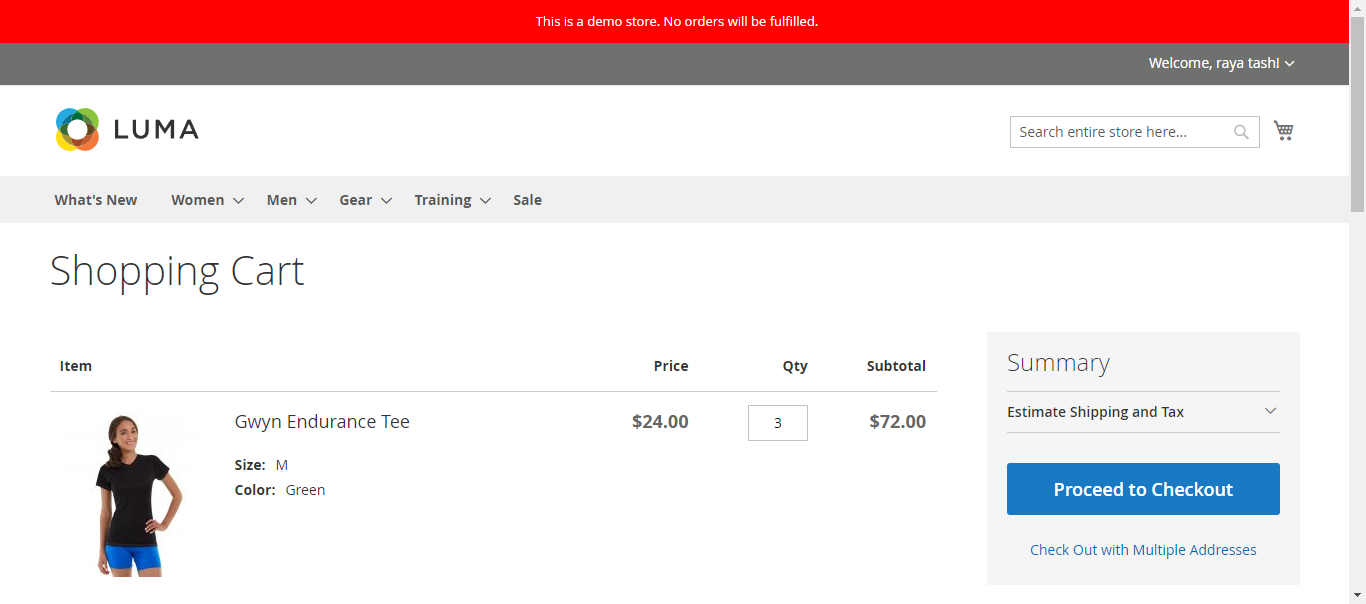 This is a demo store. No orders will be fulfilled.
Welcome, raya tash!
LUMA
Search entire store here...
What's New Women Men Gear Training Sale
Shopping Cart
Item Price Qty Subtotal
Gwyn Endurance Tee $24.00 3 $72.00
Size: M
Color: Green
Summary
Estimate Shipping and Tax
Proceed to Checkout
Check Out with Multiple Addresses